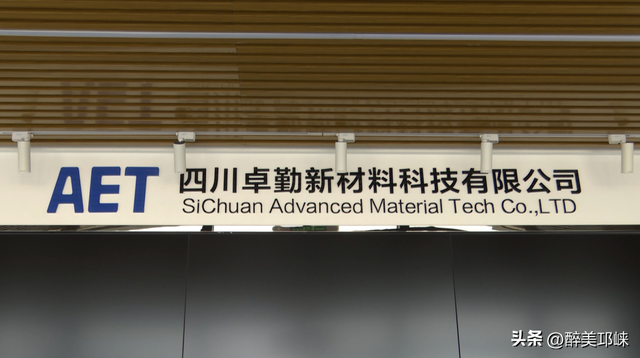 AET
四川卓勤新材料科技有限公司
SiChuan Advanced Material Tech Co.,LTD
头条 @醉美邛崃